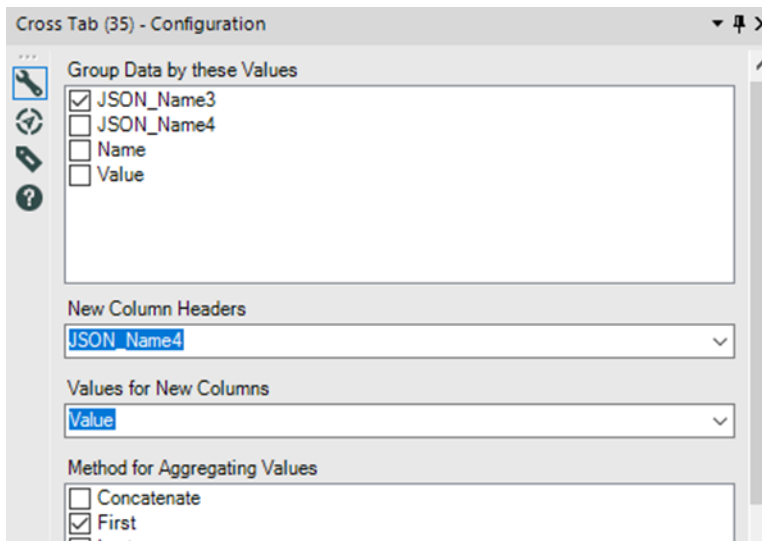 Cross Tab (35) - Configuration
Group Data by these Values
JSON_Name3
JSON_Name4
Name
Value
New Column Headers
JSON_Name4
Values for New Columns
Value
Method for Aggregating Values
Concatenate
First